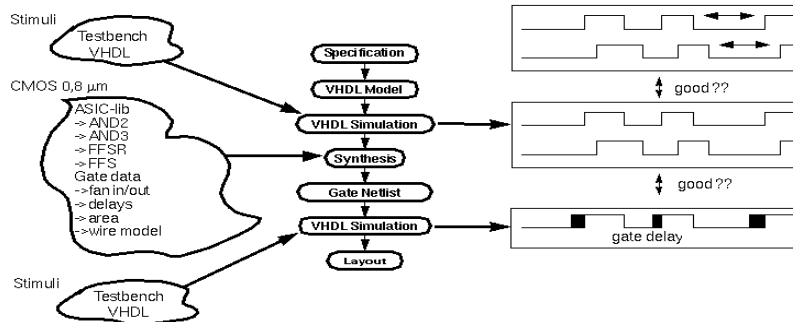 Stimuli
Testbench
VHDL
CMOS 0,8 µm
ASIC-lib
-> AND2
-> AND3
-> FFSR
-> FFS
Gate data
->fan in/out
->delays
->area
->wire model
Stimuli
Testbench
VHDL
Specification
VHDL Model
VHDL Simulation
Synthesis
Gate Netlist
VHDL Simulation
Layout
good ??
good ??
gate delay